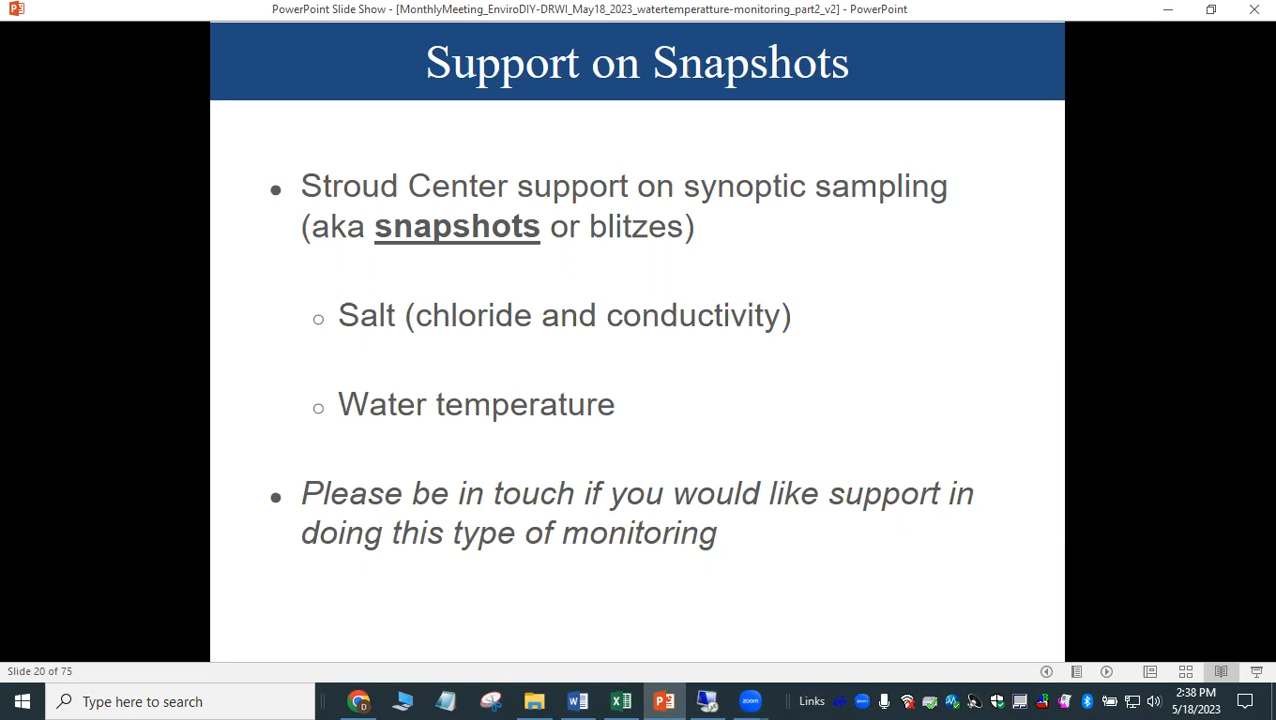 PowerPoint Slide Show - [MonthlyMeeting_EnviroDIY-DRWI_May18_2023_watertemperatture-monitoring_part2_v2] - PowerPoint
Support on Snapshots
• Stroud Center support on synoptic sampling
(aka snapshots or blitzes)
○ Salt (chloride and conductivity)
○ Water temperature
• Please be in touch if you would like support in
doing this type of monitoring
Slide 20 of 75
Type here to search
Links
2:38 PM
5/18/2023